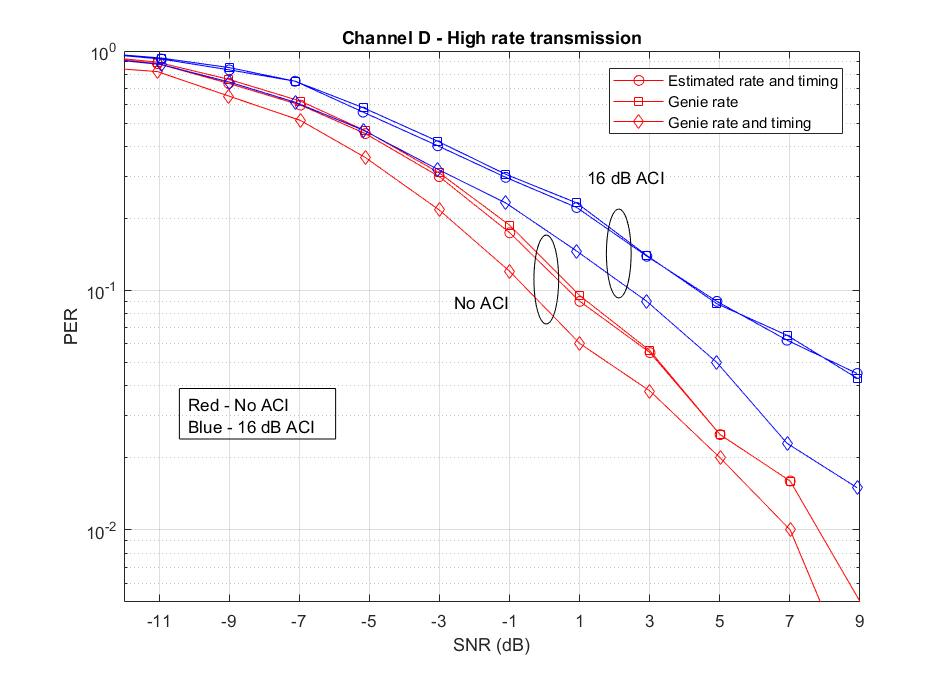 Channel D - High rate transmission
10^0
Estimated rate and timing
Genie rate
Genie rate and timing
16 dB ACI
10^-1
No ACI
PER
Red - No ACI
Blue - 16 dB ACI
10^-2
-11 -9 -7 -5 -3 -1 1 3 5 7 9
SNR (dB)